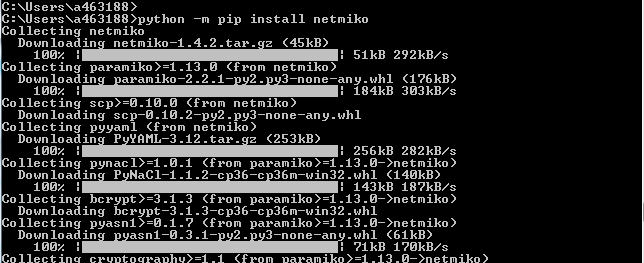 C:\Users\a463188>
C:\Users\a463188>python -m pip install netmiko
Collecting netmiko
Downloading netmiko-1.4.2.tar.gz (45kB)
100% |████████████████████████████████| 51kB 292kB/s
Collecting paramiko>=1.13.0 (from netmiko)
Downloading paramiko-2.2.1-py2.py3-none-any.whl (176kB)
100% |████████████████████████████████| 184kB 303kB/s
Collecting scp>=0.10.0 (from netmiko)
Downloading scp-0.10.2-py2.py3-none-any.whl
Collecting pyyaml (from netmiko)
Downloading PyYAML-3.12.tar.gz (253kB)
100% |████████████████████████████████| 256kB 282kB/s
Collecting pynacl>=1.0.1 (from paramiko>=1.13.0->netmiko)
Downloading PyNaCl-1.1.2-cp36-cp36m-win32.whl (140kB)
100% |████████████████████████████████| 143kB 187kB/s
Collecting bcrypt>=3.1.3 (from paramiko>=1.13.0->netmiko)
Downloading bcrypt-3.1.3-cp36-cp36m-win32.whl
Collecting pyasn1>=0.1.7 (from paramiko>=1.13.0->netmiko)
Downloading pyasn1-0.3.1-py2.py3-none-any.whl (61kB)
100% |████████████████████████████████| 71kB 170kB/s
Collecting cryptography>=1.1 (from paramiko>=1.13.0->netmiko)